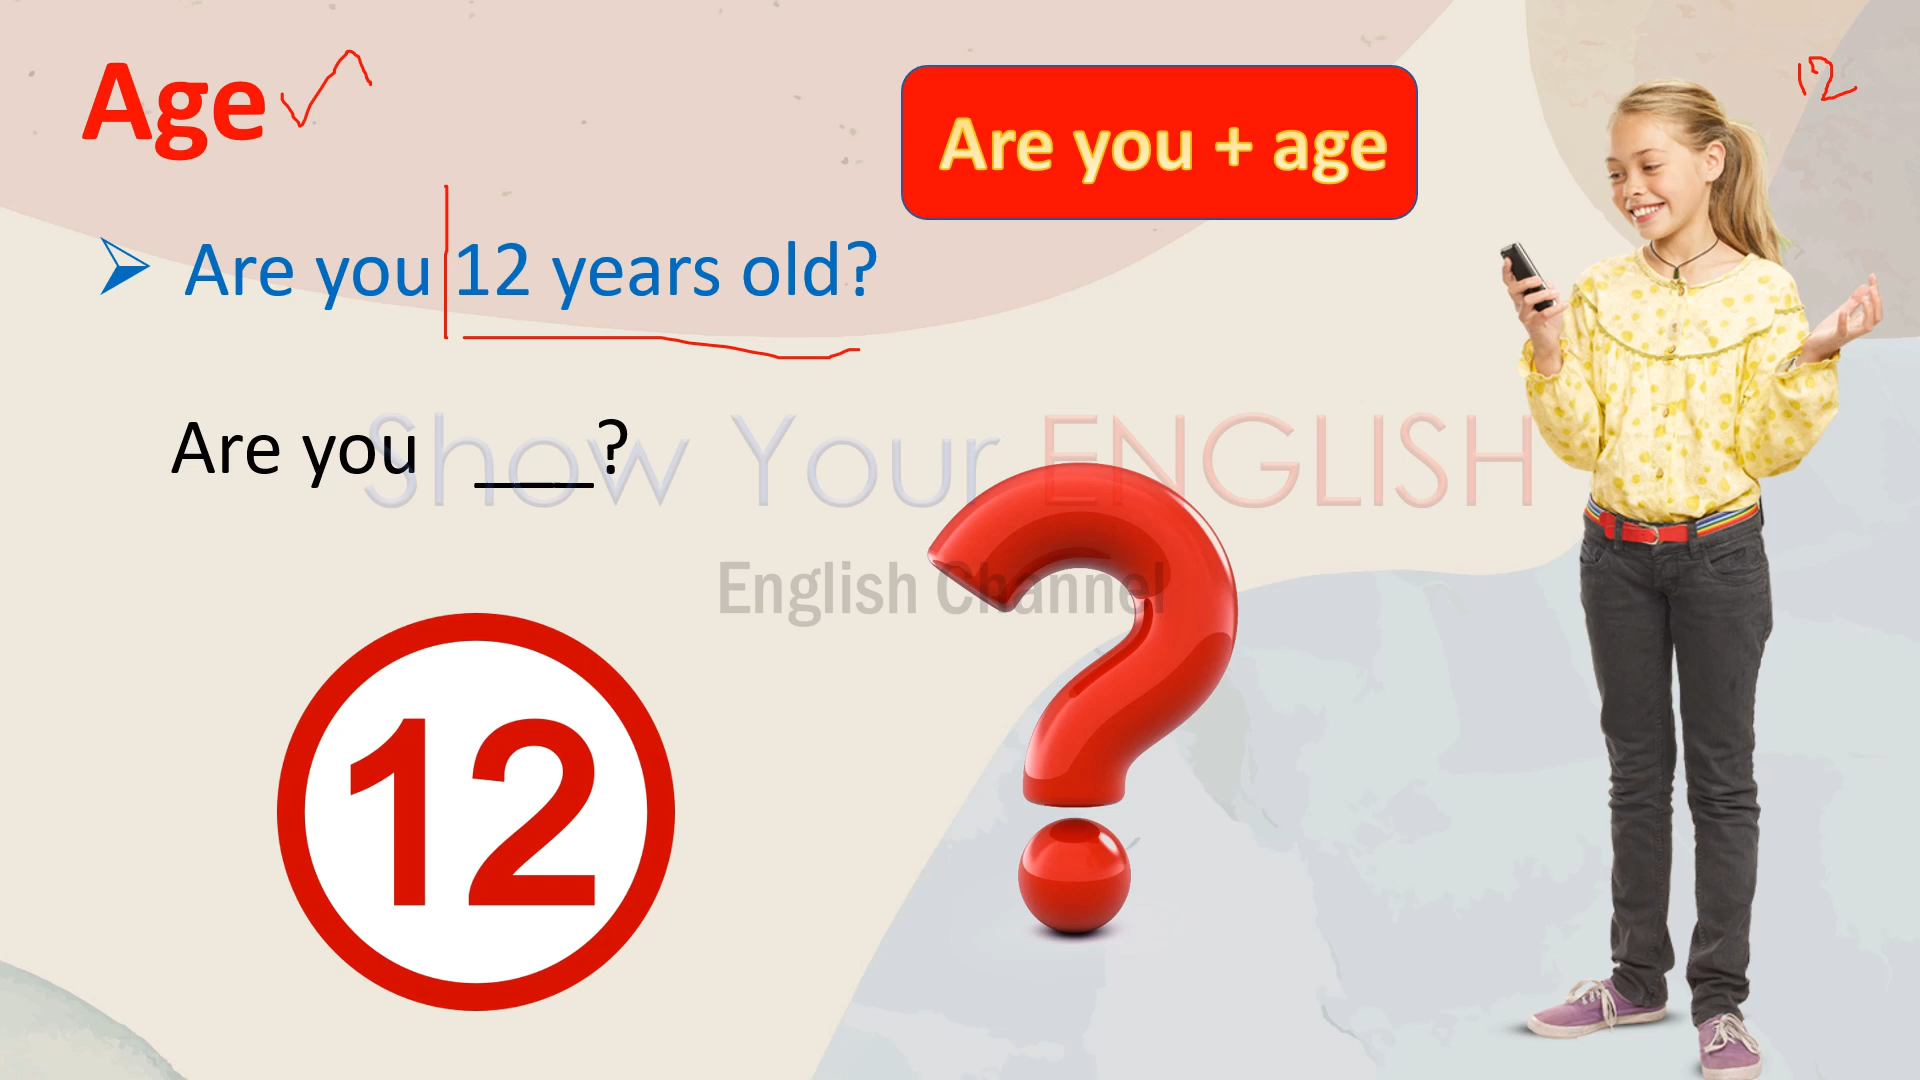 Age
12
Are you + age
Are you 12 years old?
Are you ___?
Show Your ENGLISH
English Channel
12